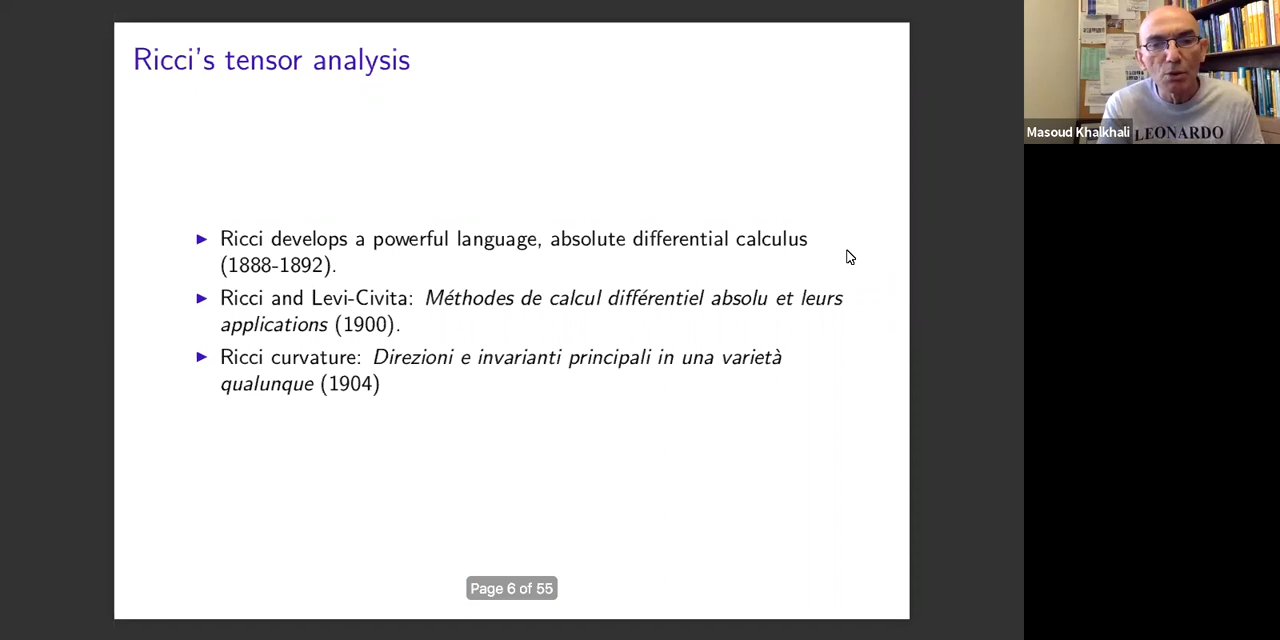 Ricci's tensor analysis
▶ Ricci develops a powerful language, absolute differential calculus
(1888-1892).
▶ Ricci and Levi-Civita: Méthodes de calcul différentiel absolu et leurs
applications (1900).
▶ Ricci curvature: Direzioni e invarianti principali in una varietà
qualunque (1904)
Page 6 of 55
Masoud Khalkhali
LEONARDO